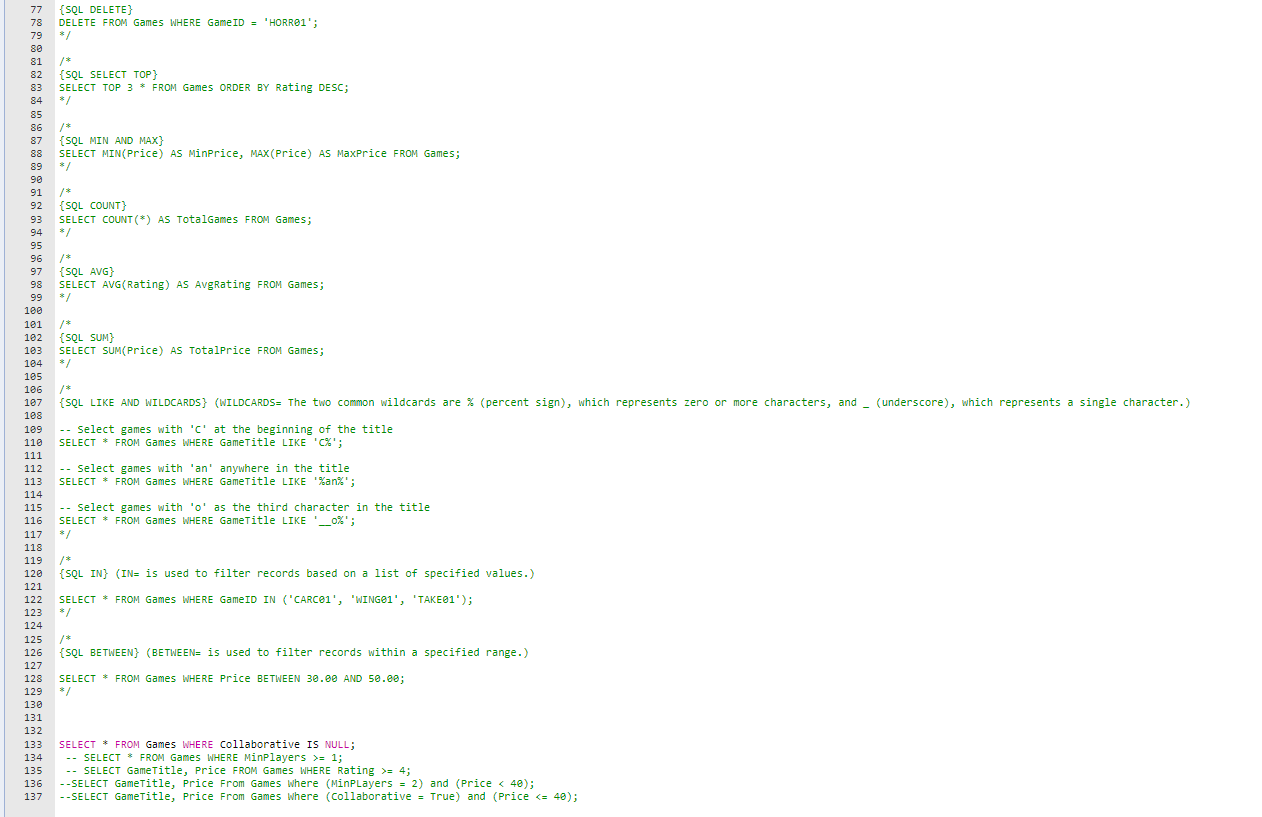 77 {SQL DELETE}
78 DELETE FROM Games WHERE GameID = 'HORR01';
79 */
80
81 /*
82 {SQL SELECT TOP}
83 SELECT TOP 3 * FROM Games ORDER BY Rating DESC;
84 */
85
86 /*
87 {SQL MIN AND MAX}
88 SELECT MIN(Price) AS MinPrice, MAX(Price) AS MaxPrice FROM Games;
89 */
90
91 /*
92 {SQL COUNT}
93 SELECT COUNT(*) AS TotalGames FROM Games;
94 */
95
96 /*
97 {SQL AVG}
98 SELECT AVG(Rating) AS AvgRating FROM Games;
99 */
100
101 /*
102 {SQL SUM}
103 SELECT SUM(Price) AS TotalPrice FROM Games;
104 */
105
106 /*
107 {SQL LIKE AND WILDCARDS} (WILDCARDS= The two common wildcards are % (percent sign), which represents zero or more characters, and _ (underscore), which represents a single character.)
108
109 -- Select games with 'C' at the beginning of the title
110 SELECT * FROM Games WHERE GameTitle LIKE 'C%';
111
112 -- Select games with 'an' anywhere in the title
113 SELECT * FROM Games WHERE GameTitle LIKE '%an%';
114
115 -- Select games with 'o' as the third character in the title
116 SELECT * FROM Games WHERE GameTitle LIKE '__o%';
117 */
118
119 /*
120 {SQL IN} (IN= is used to filter records based on a list of specified values.)
121
122 SELECT * FROM Games WHERE GameID IN ('CARC01', 'WING01', 'TAKE01');
123 */
124
125 /*
126 {SQL BETWEEN} (BETWEEN= is used to filter records within a specified range.)
127
128 SELECT * FROM Games WHERE Price BETWEEN 30.00 AND 50.00;
129 */
130
131
132
133 SELECT * FROM Games WHERE Collaborative IS NULL;
134 -- SELECT * FROM Games WHERE MinPlayers >= 1;
135 -- SELECT GameTitle, Price FROM Games WHERE Rating >= 4;
136 --SELECT GameTitle, Price From Games Where (MinPLayers = 2) and (Price < 40);
137 --SELECT GameTitle, Price From Games Where (Collaborative = True) and (Price <= 40);